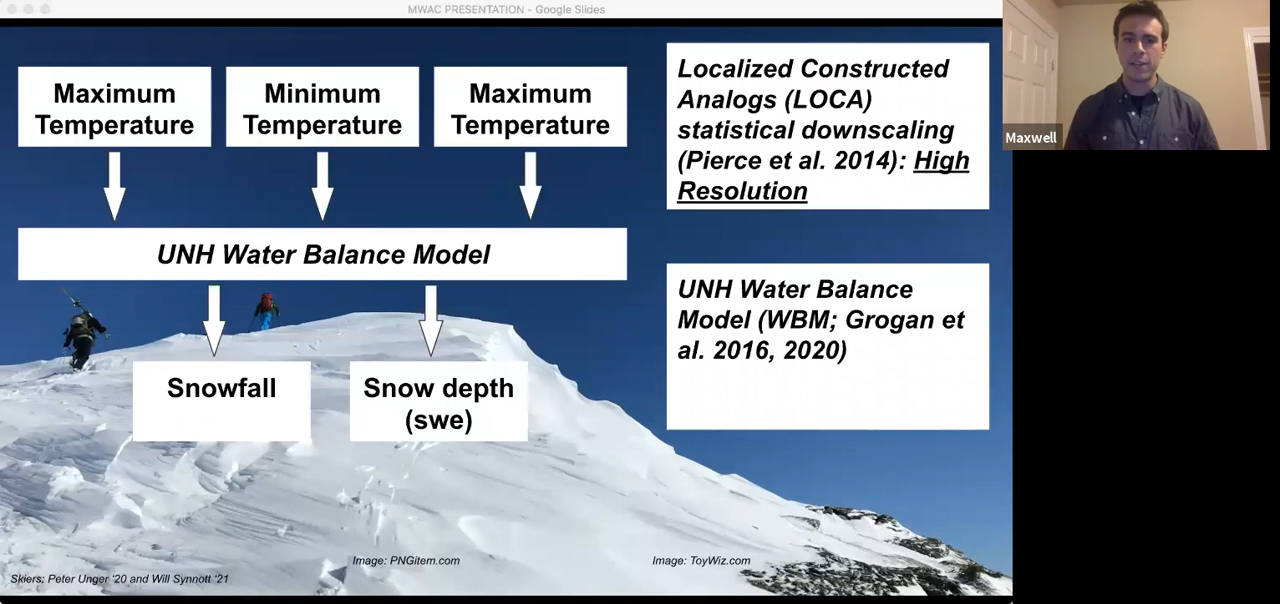 MWAC PRESENTATION - Google Slides
Maximum
Temperature
Minimum
Temperature
Maximum
Temperature
UNH Water Balance Model
Snowfall
Snow depth
(swe)
Localized Constructed
Analogs (LOCA)
statistical downscaling
(Pierce et al. 2014): High
Resolution
UNH Water Balance
Model (WBM; Grogan et
al. 2016, 2020)
Image: PNGitem.com
Image: ToyWiz.com
Skiers: Peter Unger '20 and Will Synnott '21
Maxwell